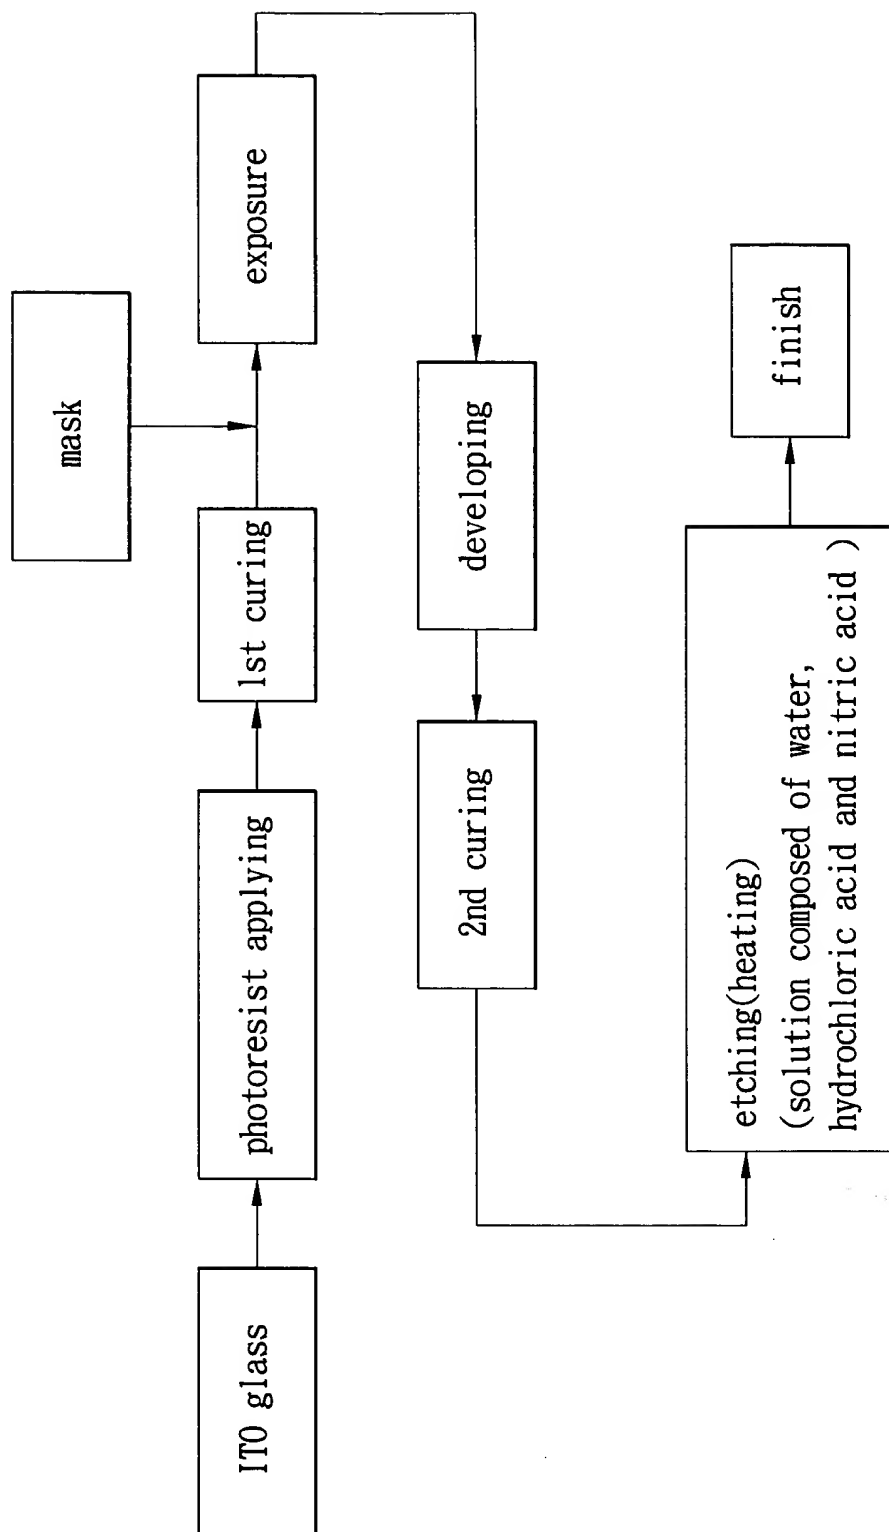 ITO glass
photoresist applying
1st curing
mask
exposure
developing
2nd curing
etching(heating)
(solution composed of water,
hydrochloric acid and nitric acid )
finish